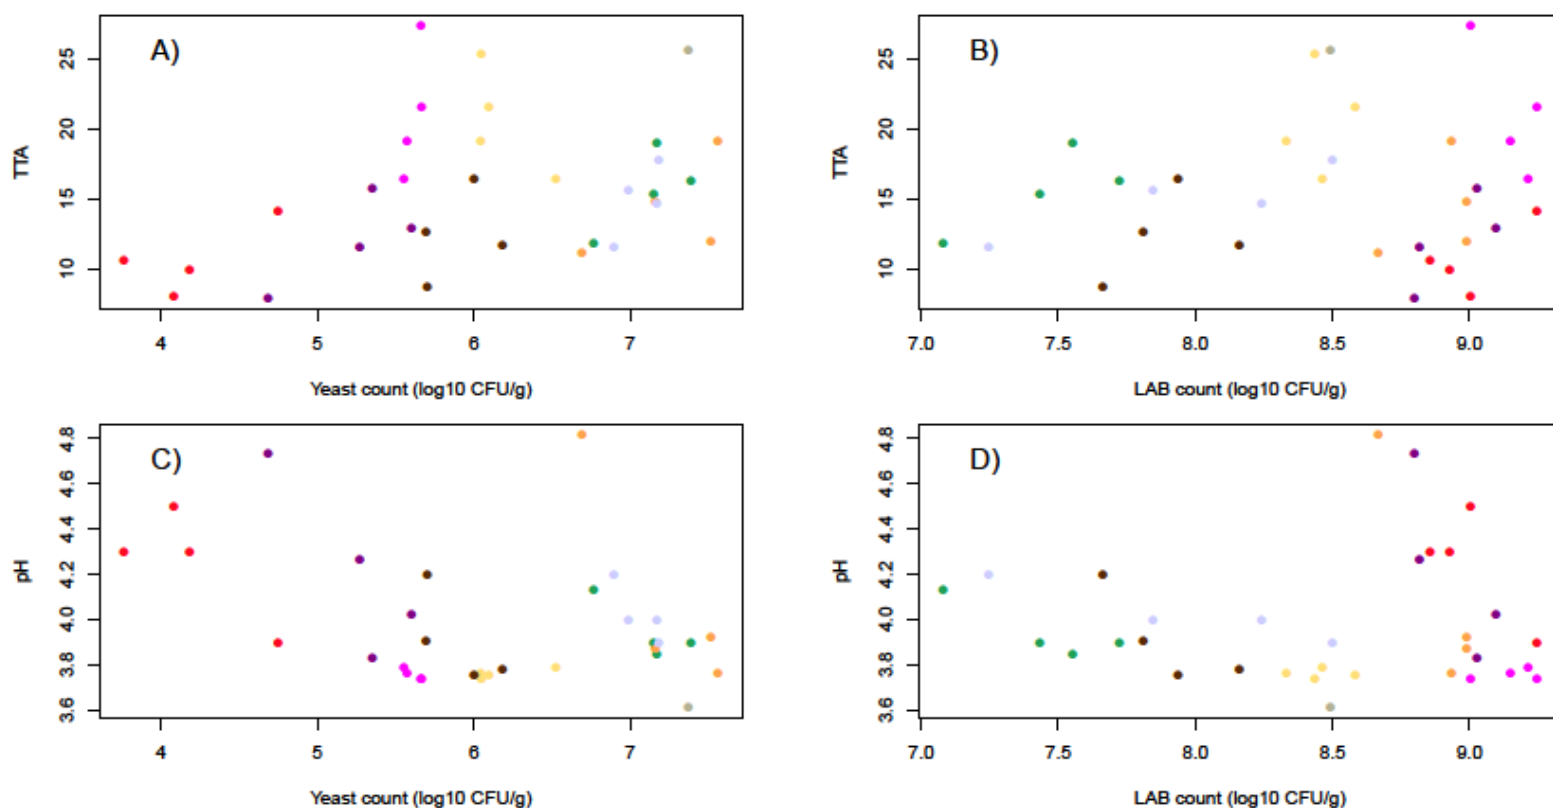 A)
TTA
10 15 20 25
4 5 6 7
Yeast count (log10 CFU/g)
B)
TTA
10 15 20 25
7.0 7.5 8.0 8.5 9.0
LAB count (log10 CFU/g)
C)
pH
3.6 3.8 4.0 4.2 4.4 4.6 4.8
4 5 6 7
Yeast count (log10 CFU/g)
D)
pH
3.6 3.8 4.0 4.2 4.4 4.6 4.8
7.0 7.5 8.0 8.5 9.0
LAB count (log10 CFU/g)